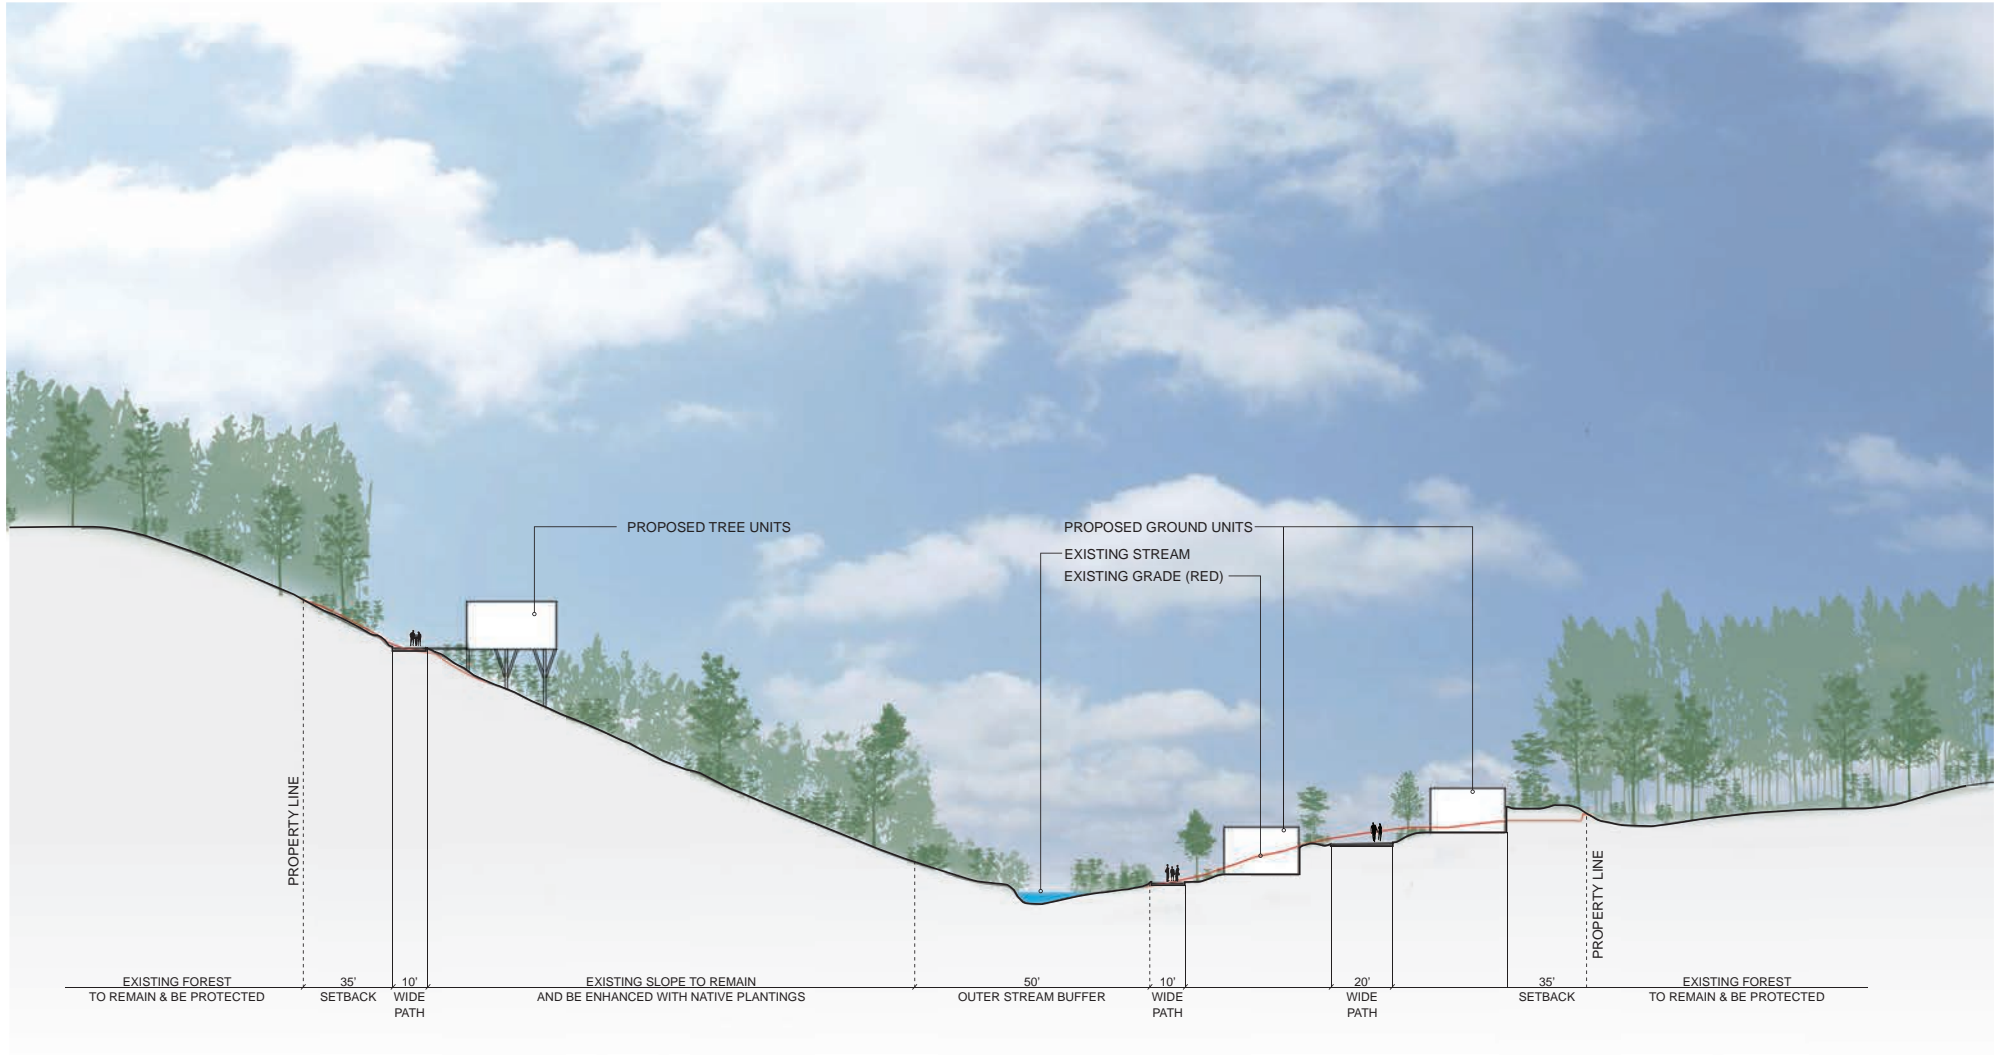 PROPOSED TREE UNITS
PROPOSED GROUND UNITS
EXISTING STREAM
EXISTING GRADE (RED)
PROPERTY LINE
PROPERTY LINE
EXISTING FOREST
TO REMAIN & BE PROTECTED
35'
SETBACK
10'
WIDE
PATH
EXISTING SLOPE TO REMAIN
AND BE ENHANCED WITH NATIVE PLANTINGS
50'
OUTER STREAM BUFFER
10'
WIDE
PATH
20'
WIDE
PATH
35'
SETBACK
EXISTING FOREST
TO REMAIN & BE PROTECTED